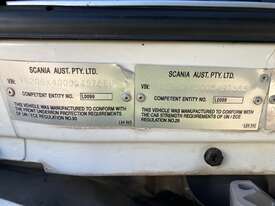 SCANIA AUST. PTY. LTD.
VIN:
COMPETENT ENTITY NO. L0099
THIS VEHICLE WAS MANUFACTURED TO CONFORM WITH
THE FRONT UNDERRUN PROTECTION REQUIREMENTS
OF UN / ECE REGULATION NO.93
SCANIA AUST. PTY. LTD.
VIN:
COMPETENT ENTITY NO. L0099
THIS VEHICLE WAS MANUFACTURED TO CONFORM WITH
THE CAB STRENGTH REQUIREMENTS OF UN / ECE
REGULATION NO.29